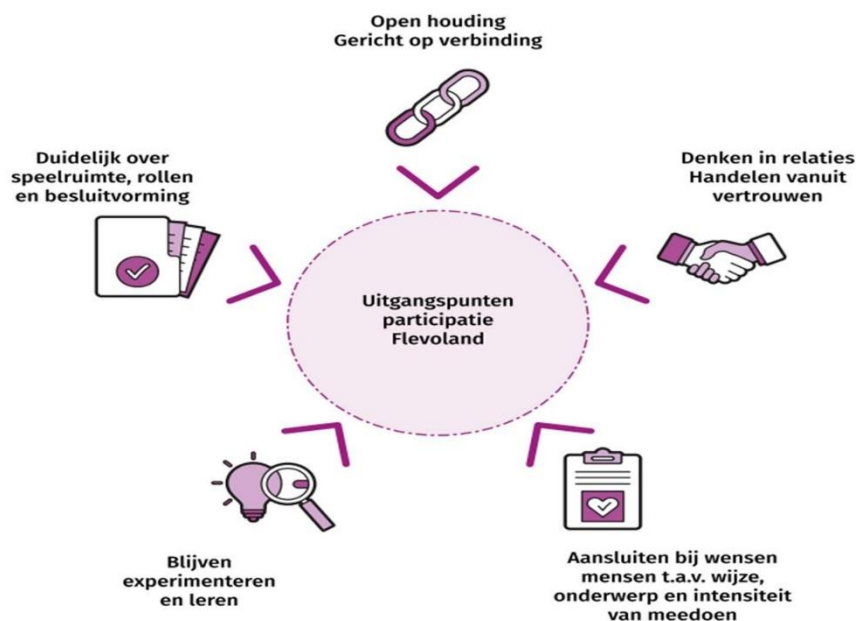 Open houding
Gericht op verbinding
Duidelijk over
speelruimte, rollen
en besluitvorming
Denken in relaties
Handelen vanuit
vertrouwen
Uitgangspunten
participatie
Flevoland
Blijven
experimenteren
en leren
Aansluiten bij wensen
mensen t.a.v. wijze,
onderwerp en intensiteit
van meedoen